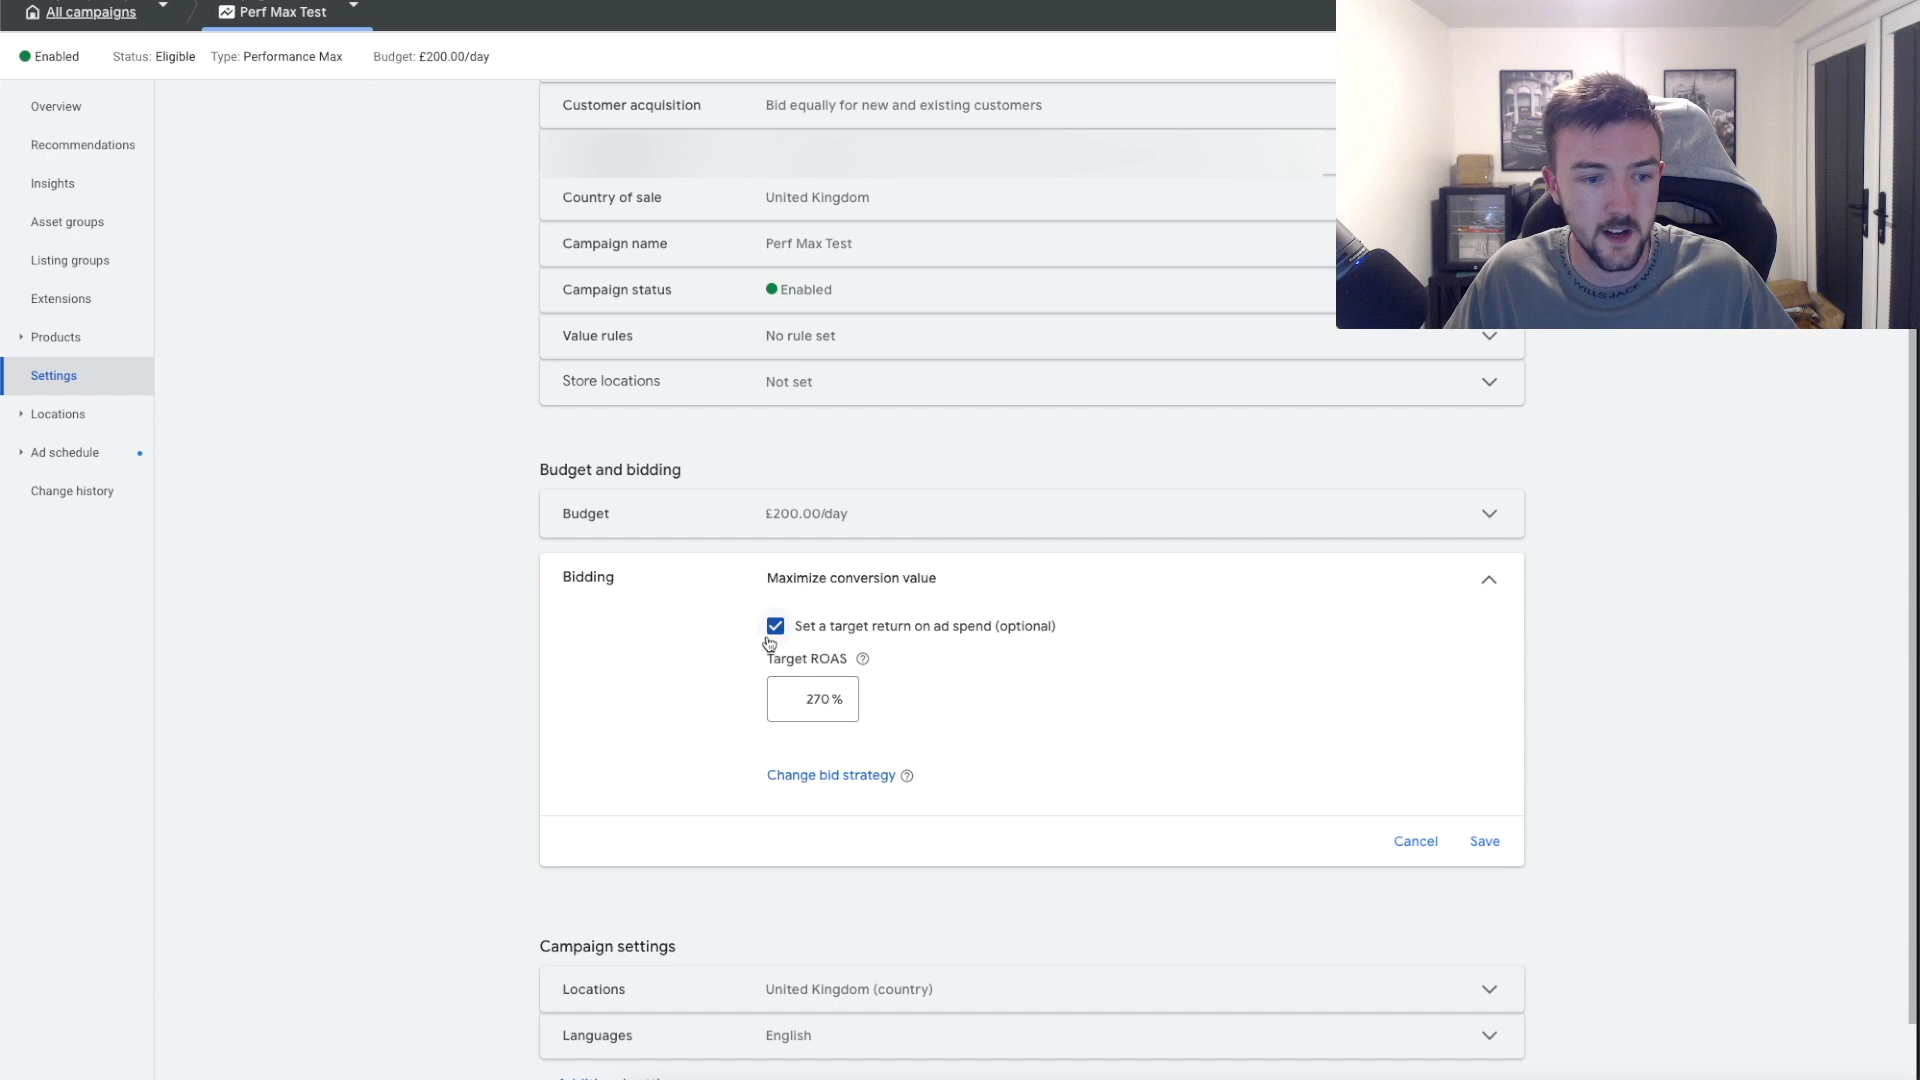 All campaigns
Perf Max Test
Enabled
Status: Eligible
Type: Performance Max
Budget: £200.00/day
Overview
Recommendations
Insights
Asset groups
Listing groups
Extensions
Products
Settings
Locations
Ad schedule
Change history
Customer acquisition
Bid equally for new and existing customers
Country of sale
United Kingdom
Campaign name
Perf Max Test
Campaign status
Enabled
Value rules
No rule set
Store locations
Not set
Budget and bidding
Budget
£200.00/day
Bidding
Maximize conversion value
Set a target return on ad spend (optional)
Target ROAS
270 %
Change bid strategy
Cancel
Save
Campaign settings
Locations
United Kingdom (country)
Languages
English
JACK WILLS